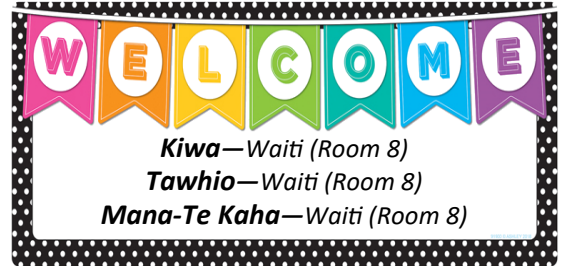 WELCOME
Kiwa—Waiti (Room 8)
Tawhio—Waiti (Room 8)
Mana-Te Kaha—Waiti (Room 8)